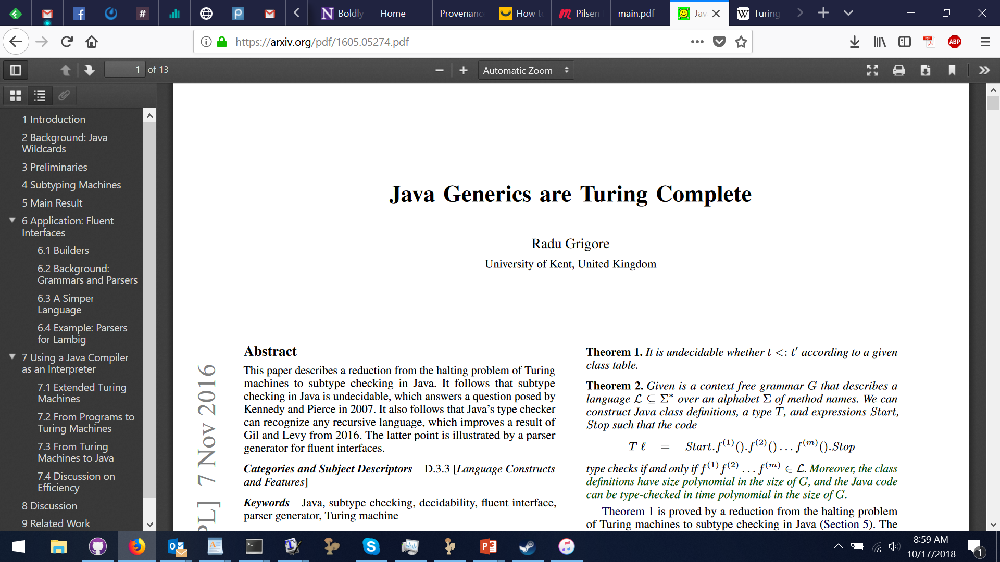 Boldly
Home
Provenanc
How to
Pilsen
main.pdf
Jav
Turing
https://arxiv.org/pdf/1605.05274.pdf
ABP
1 of 13
Automatic Zoom
1 Introduction
2 Background: Java
Wildcards
3 Preliminaries
4 Subtyping Machines
5 Main Result
6 Application: Fluent
Interfaces
6.1 Builders
6.2 Background:
Grammars and Parsers
6.3 A Simper
Language
6.4 Example: Parsers
for Lambig
7 Using a Java Compiler
as an Interpreter
7.1 Extended Turing
Machines
7.2 From Programs to
Turing Machines
7.3 From Turing
Machines to Java
7.4 Discussion on
Efficiency
8 Discussion
9 Related Work
Java Generics are Turing Complete
Radu Grigore
University of Kent, United Kingdom
PL] 7 Nov 2016
Abstract
This paper describes a reduction from the halting problem of Turing
machines to subtype checking in Java. It follows that subtype
checking in Java is undecidable, which answers a question posed by
Kennedy and Pierce in 2007. It also follows that Java's type checker
can recognize any recursive language, which improves a result of
Gil and Levy from 2016. The latter point is illustrated by a parser
generator for fluent interfaces.
Categories and Subject Descriptors D.3.3 [Language Constructs
and Features]
Keywords Java, subtype checking, decidability, fluent interface,
parser generator, Turing machine
Theorem 1. It is undecidable whether t <: t′ according to a given
class table.
Theorem 2. Given is a context free grammar G that describes a
language ℒ ⊆ Σ* over an alphabet Σ of method names. We can
construct Java class definitions, a type T, and expressions Start,
Stop such that the code
T ℓ = Start.f⁽¹⁾().f⁽²⁾() . . . f⁽ᵐ⁾().Stop
type checks if and only if f⁽¹⁾f⁽²⁾ . . . f⁽ᵐ⁾ ∈ ℒ. Moreover, the class
definitions have size polynomial in the size of G, and the Java code
can be type-checked in time polynomial in the size of G.
Theorem 1 is proved by a reduction from the halting problem
of Turing machines to subtype checking in Java (Section 5). The
8:59 AM
10/17/2018
1